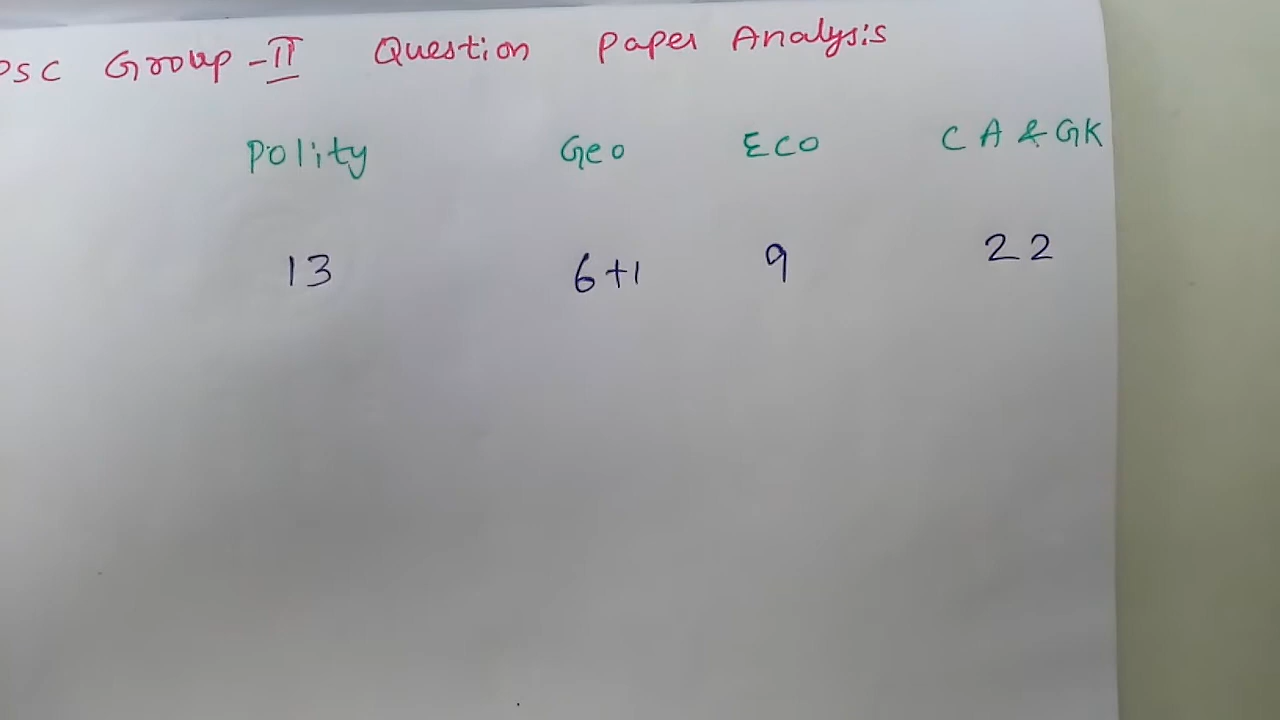 PSC Group-II Question Paper Analysis
Polity Geo Eco CA & GK
13 6+1 9 22